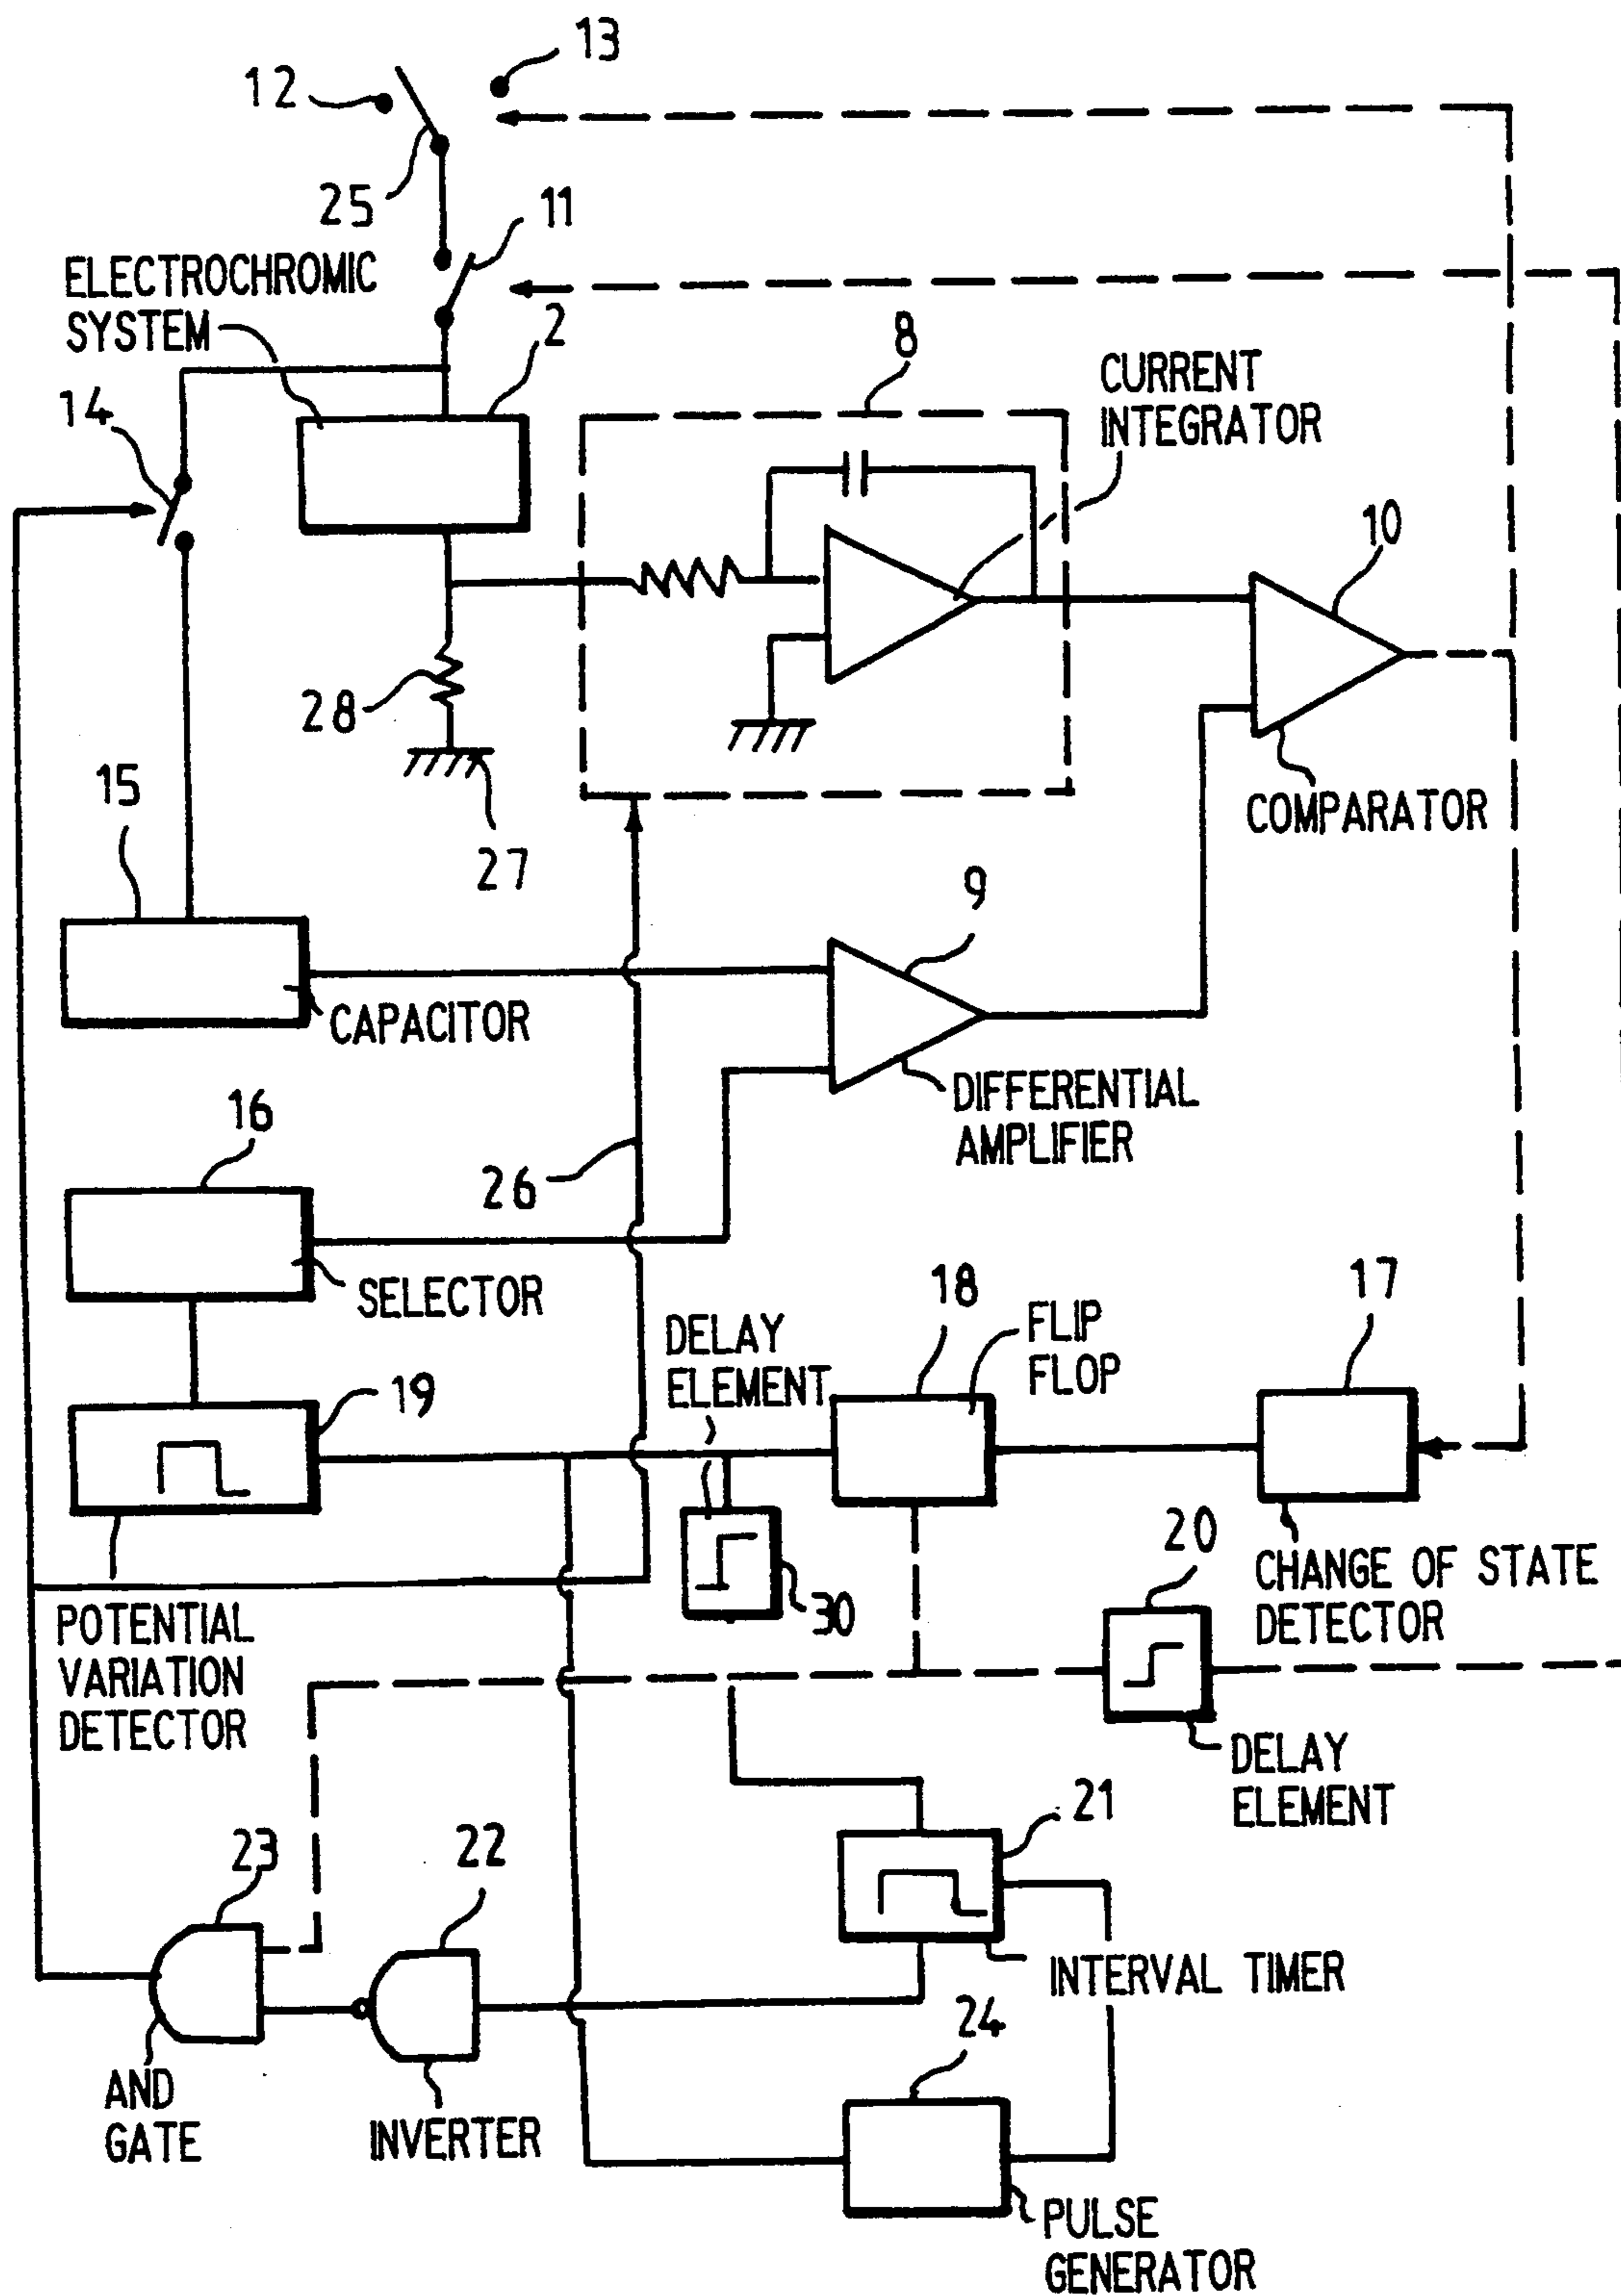 13
12
25
11
ELECTROCHROMIC
SYSTEM
2
8
CURRENT
INTEGRATOR
14
10
28
15
27
COMPARATOR
9
CAPACITOR
DIFFERENTIAL
AMPLIFIER
16
26
SELECTOR
18
17
DELAY
ELEMENT
FLIP
FLOP
19
20
30
CHANGE OF STATE
DETECTOR
POTENTIAL
VARIATION
DETECTOR
DELAY
ELEMENT
21
23
22
INTERVAL TIMER
24
AND
GATE
INVERTER
PULSE
GENERATOR